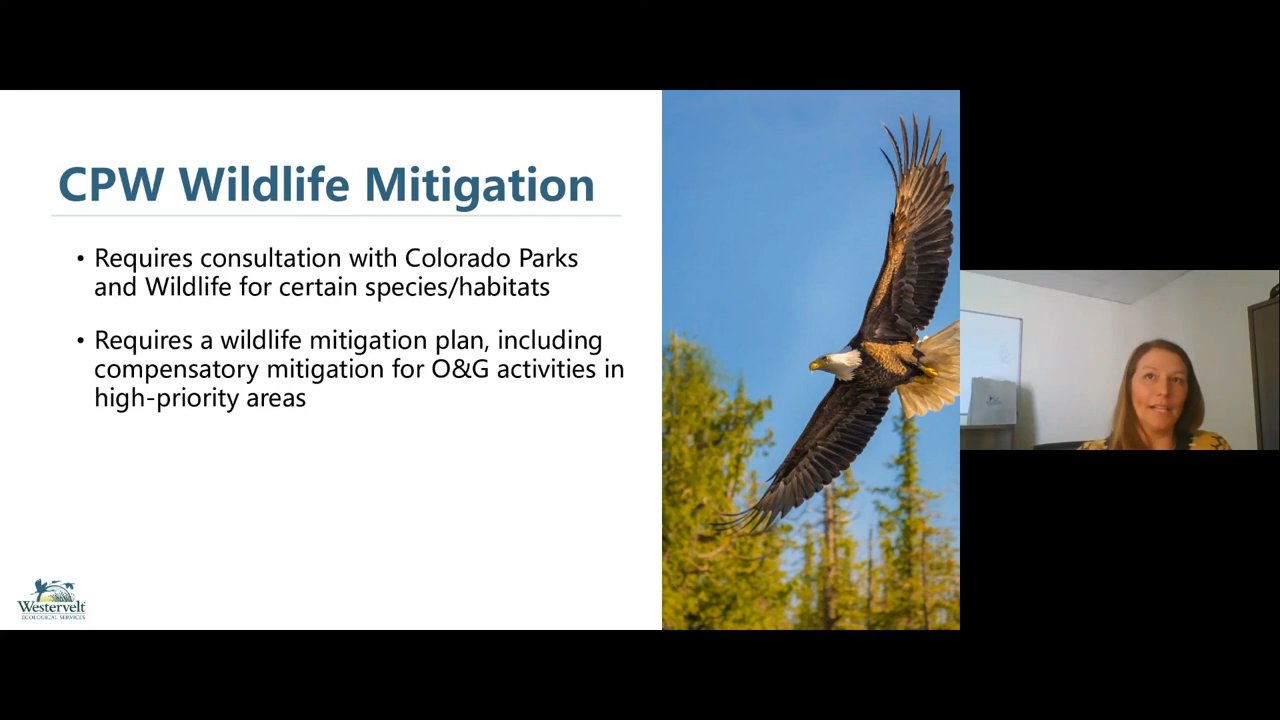 CPW Wildlife Mitigation
• Requires consultation with Colorado Parks
and Wildlife for certain species/habitats
• Requires a wildlife mitigation plan, including
compensatory mitigation for O&G activities in
high-priority areas
Westervelt
ECOLOGICAL SERVICES